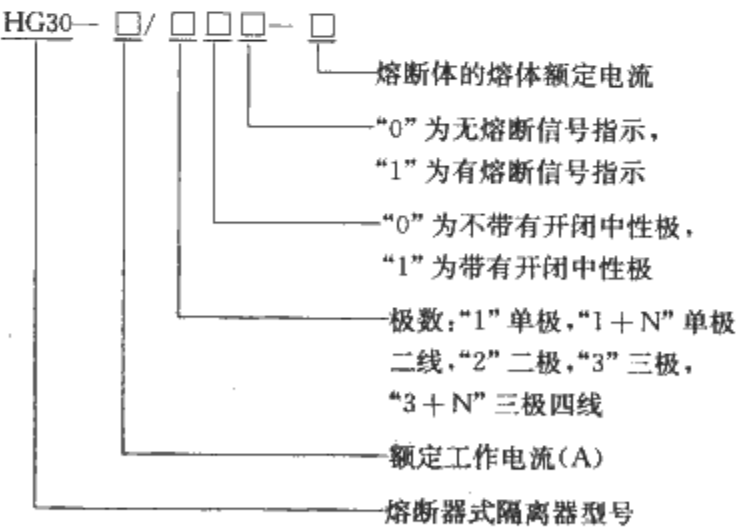 HG30—□/□□□—□
熔断体的熔体额定电流
“0”为无熔断信号指示，
“1”为有熔断信号指示
“0”为不带有开闭中性极，
“1”为带有开闭中性极
极数：“1”单极，“1＋N”单极
二线，“2”二极，“3”三极，
“3＋N”三极四线
额定工作电流(A)
熔断器式隔离器型号